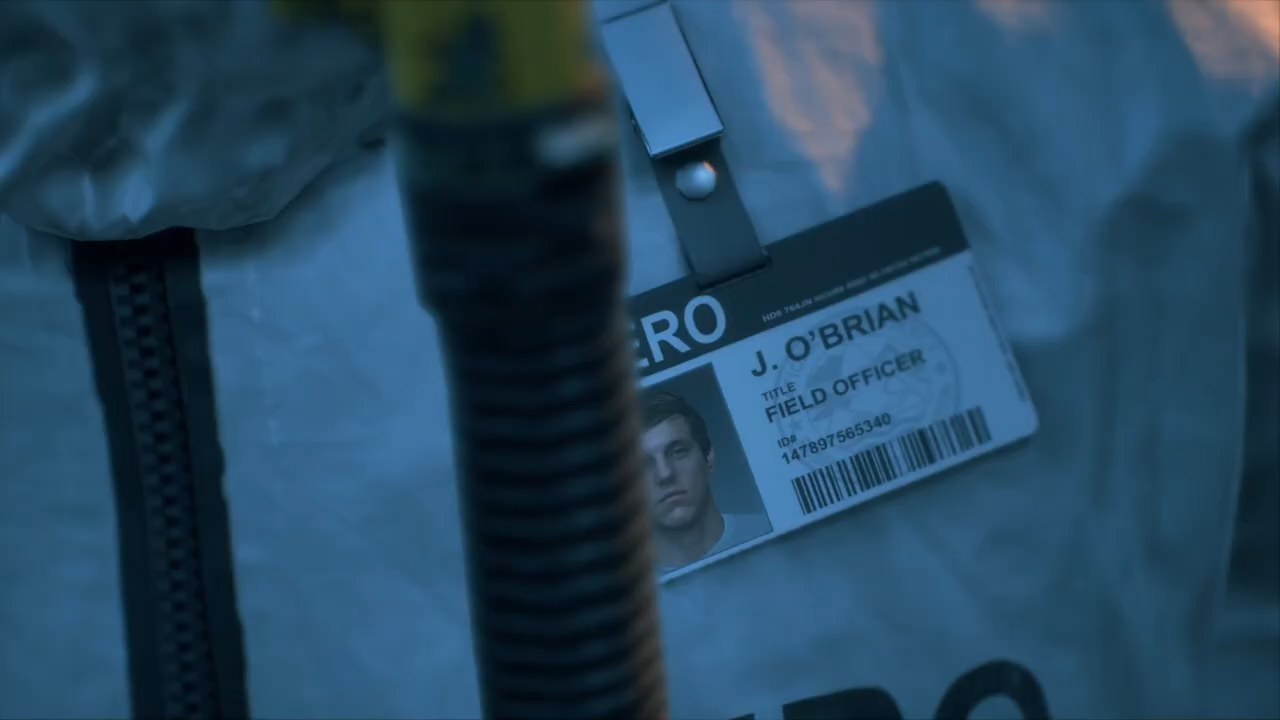 ERO
J. O'BRIAN
TITLE
FIELD OFFICER
ID#
147897565340